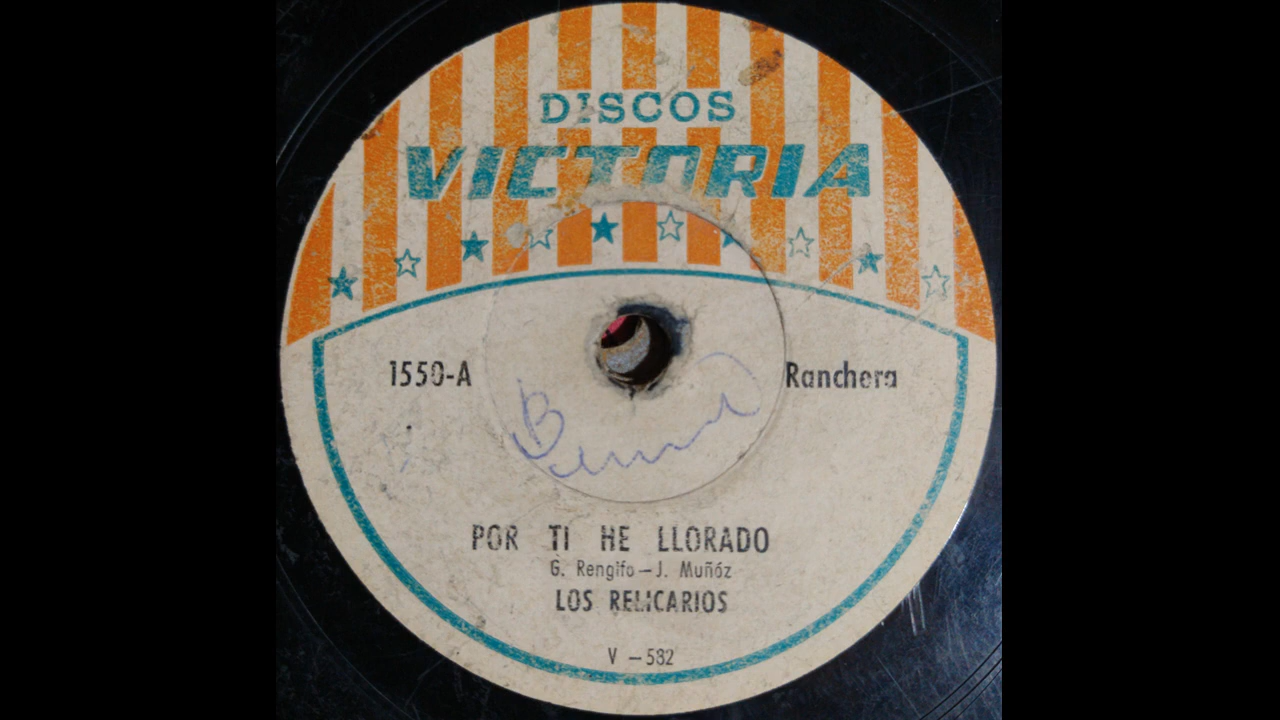 DISCOS
VICTORIA
1550-A
Ranchera
POR TI HE LLORADO
G. Rengifo – J. Muñóz
LOS RELICARIOS
V – 582